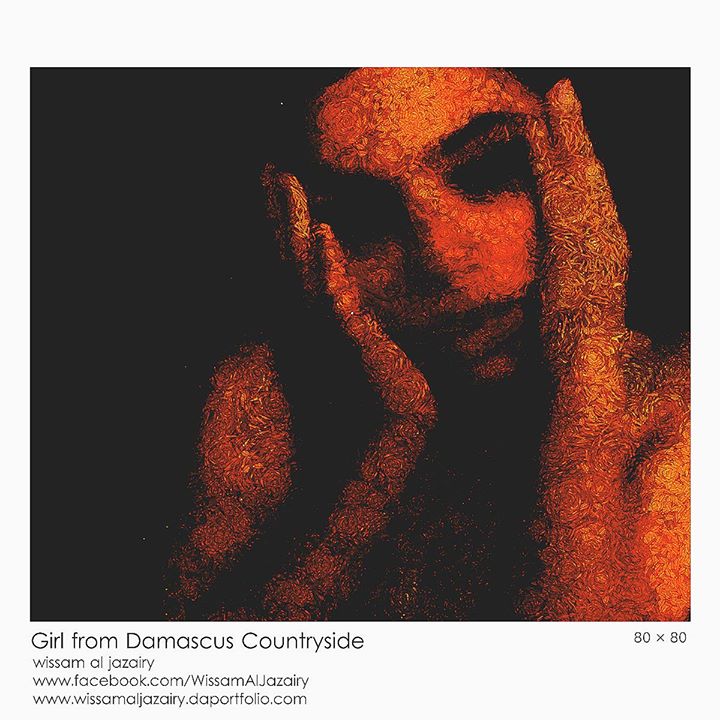 Girl from Damascus Countryside
80 × 80
wissam al jazairy
www.facebook.com/WissamAlJazairy
www.wissamaljazairy.daportfolio.com